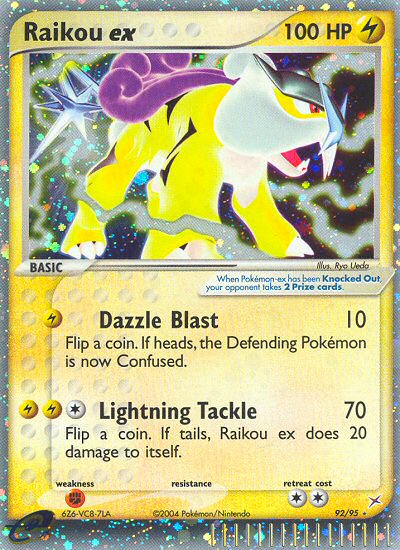 Raikou ex 100 HP
BASIC
Illus. Ryo Ueda
When Pokémon-ex has been Knocked Out,
your opponent takes 2 Prize cards.
Dazzle Blast 10
Flip a coin. If heads, the Defending Pokémon
is now Confused.
Lightning Tackle 70
Flip a coin. If tails, Raikou ex does 20
damage to itself.
weakness resistance retreat cost
6Z6-VC8-7LA ©2004 Pokémon/Nintendo 92/95